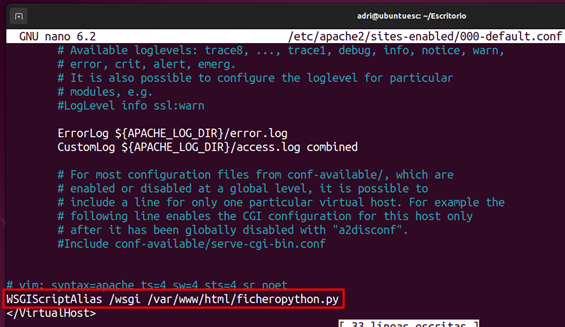 adri@ubuntuesc: ~/Escritorio
GNU nano 6.2 /etc/apache2/sites-enabled/000-default.conf
# Available loglevels: trace8, ..., trace1, debug, info, notice, warn,
# error, crit, alert, emerg.
# It is also possible to configure the loglevel for particular
# modules, e.g.
#LogLevel info ssl:warn
ErrorLog ${APACHE_LOG_DIR}/error.log
CustomLog ${APACHE_LOG_DIR}/access.log combined
# For most configuration files from conf-available/, which are
# enabled or disabled at a global level, it is possible to
# include a line for only one particular virtual host. For example the
# following line enables the CGI configuration for this host only
# after it has been globally disabled with "a2disconf".
#Include conf-available/serve-cgi-bin.conf
# vim: syntax=apache ts=4 sw=4 sts=4 sr noet
WSGIScriptAlias /wsgi /var/www/html/ficheropython.py
</VirtualHost>
[ 33 líneas escritas ]